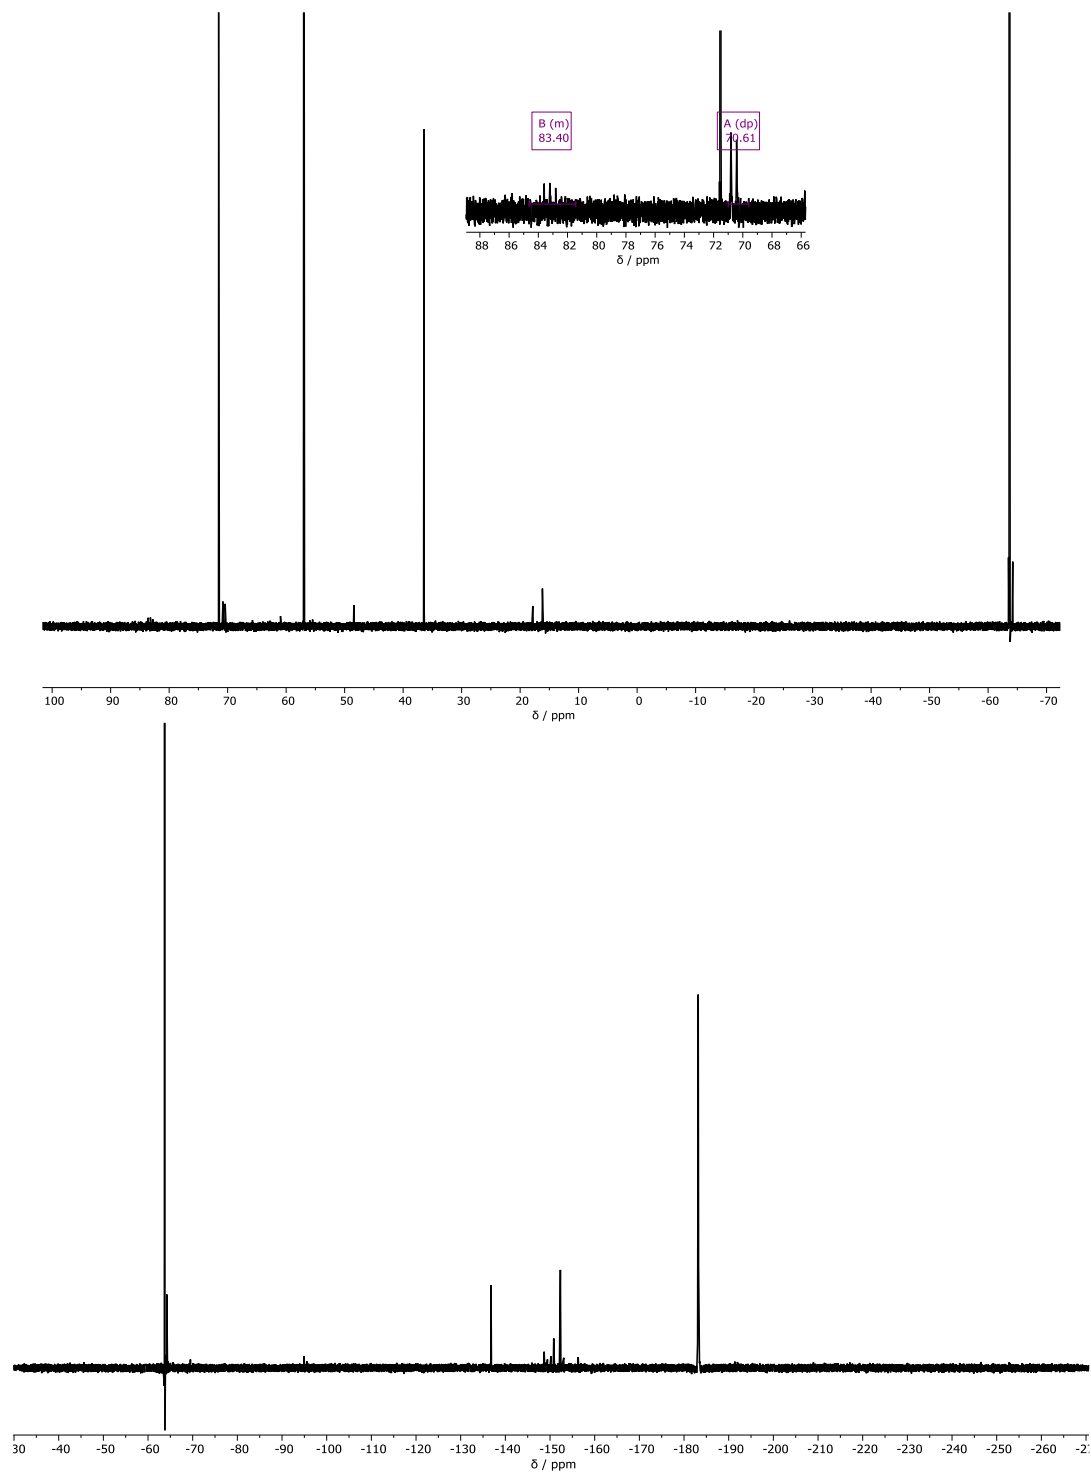 B (m)
83.40
A (dp)
70.61
88 86 84 82 80 78 76 74 72 70 68 66
δ / ppm
100 90 80 70 60 50 40 30 20 10 0 -10 -20 -30 -40 -50 -60 -70
δ / ppm
30 -40 -50 -60 -70 -80 -90 -100 -110 -120 -130 -140 -150 -160 -170 -180 -190 -200 -210 -220 -230 -240 -250 -260 -27
δ / ppm